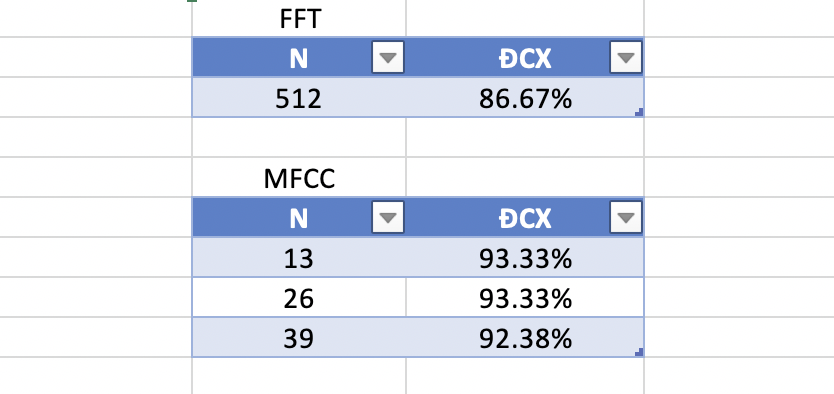 FFT
N ĐCX
512 86.67%
MFCC
N ĐCX
13 93.33%
26 93.33%
39 92.38%